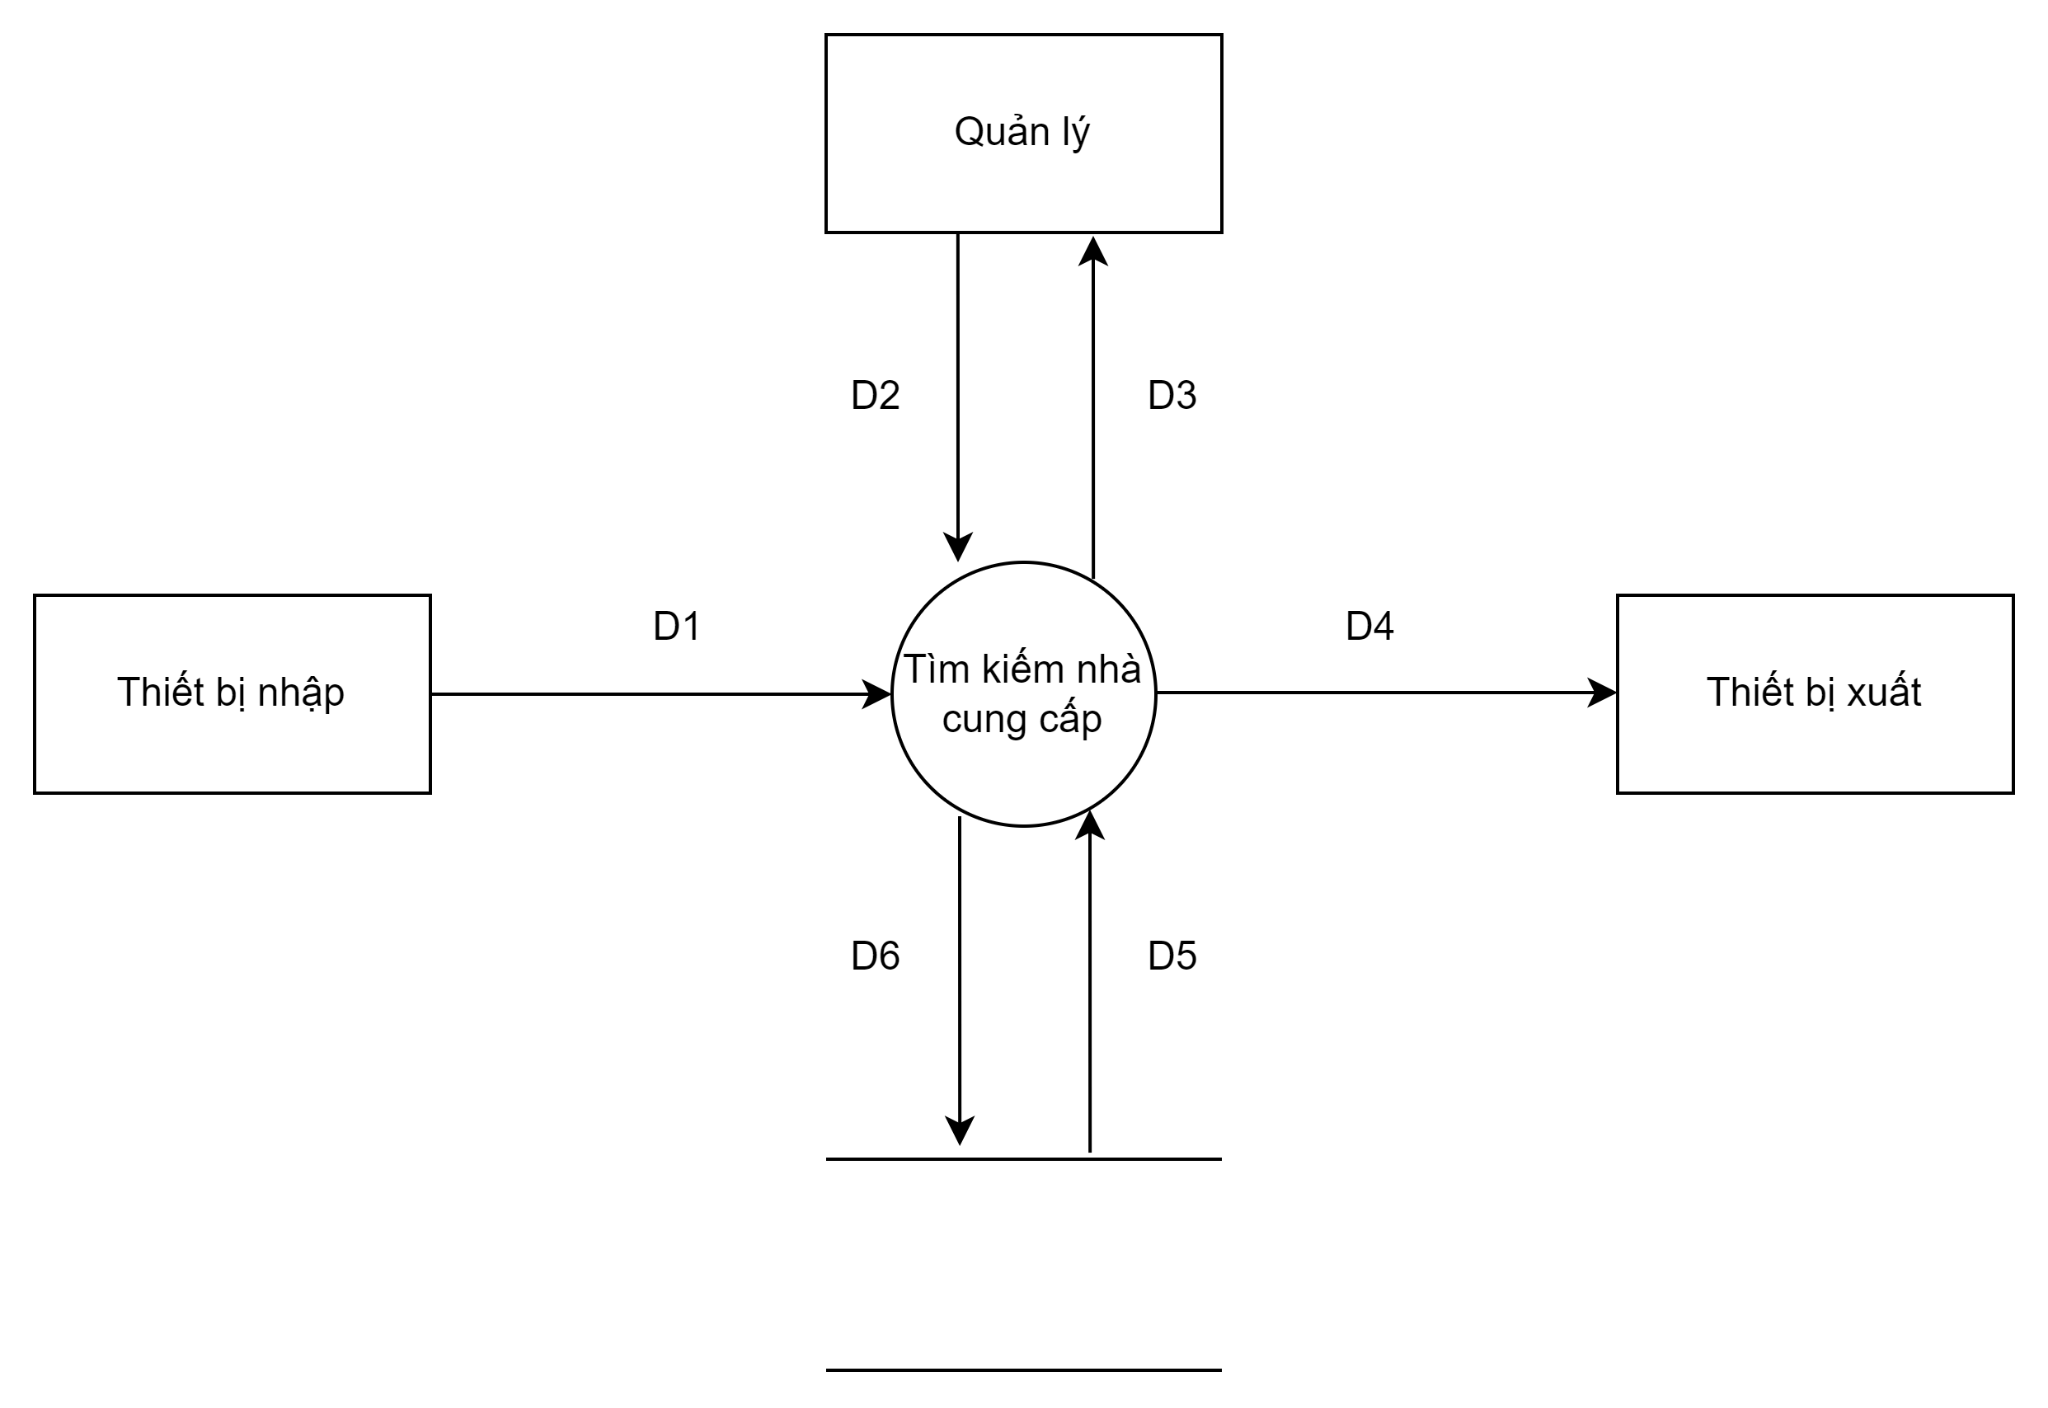 Quản lý
D2
D3
D1
D4
Thiết bị nhập
Tìm kiếm nhà
cung cấp
Thiết bị xuất
D6
D5